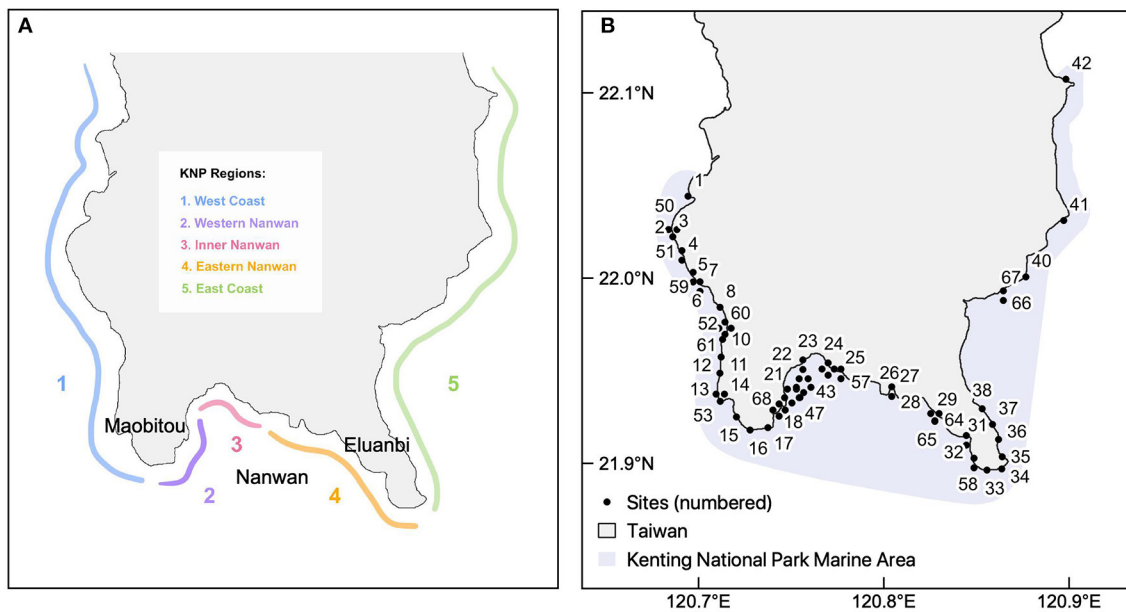 A
KNP Regions:
1. West Coast
2. Western Nanwan
3. Inner Nanwan
4. Eastern Nanwan
5. East Coast
1
5
Maobitou
3
Eluanbi
Nanwan
2
4
B
42
22.1°N
1
50
2
3
41
4
51
5
7
40
22.0°N
59
67
6
8
66
60
52
10
23
24
61
22
25
12
11
21
26
27
57
13
14
43
38
68
28
29
37
53
18
47
64
31
36
15
65
16
17
32
35
21.9°N
58
33
34
Sites (numbered)
Taiwan
Kenting National Park Marine Area
120.7°E
120.8°E
120.9°E